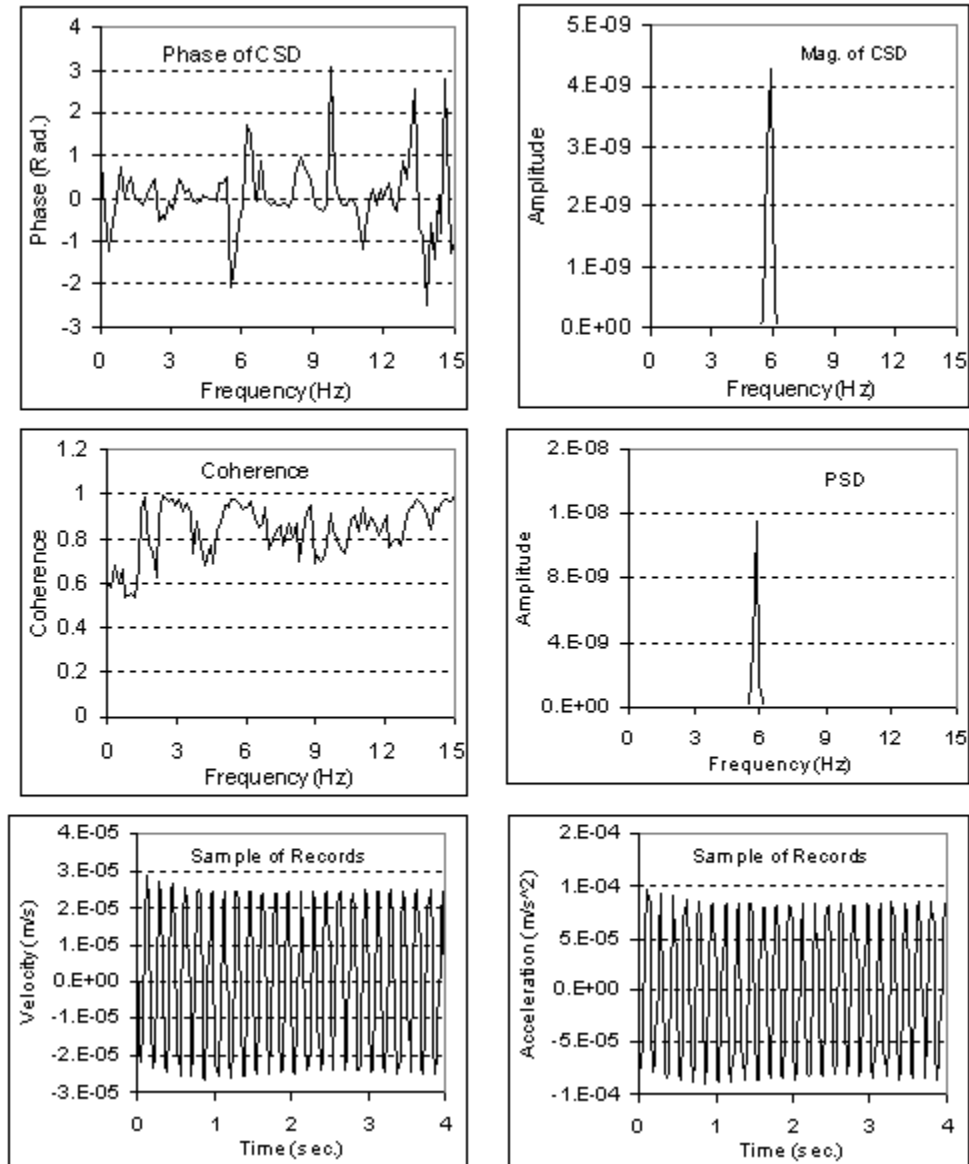 Phase of CSD
4
3
2
1
0
-1
-2
-3
Phase (Rad.)
0 3 6 9 12 15
Frequency (Hz)
Mag. of CSD
5.E-09
4.E-09
3.E-09
2.E-09
1.E-09
0.E+00
Amplitude
0 3 6 9 12 15
Frequency (Hz)
Coherence
1.2
1
0.8
0.6
0.4
0.2
0
Coherence
0 3 6 9 12 15
Frequency (Hz)
PSD
2.E-08
1.E-08
8.E-09
4.E-09
0.E+00
Amplitude
0 3 6 9 12 15
Frequency (Hz)
Sample of Records
4.E-05
3.E-05
2.E-05
1.E-05
0.E+00
-1.E-05
-2.E-05
-3.E-05
Velocity (m/s)
0 1 2 3 4
Time (sec.)
Sample of Records
2.E-04
1.E-04
5.E-05
0.E+00
-5.E-05
-1.E-04
Acceleration (m/s^2)
0 1 2 3 4
Time (sec.)